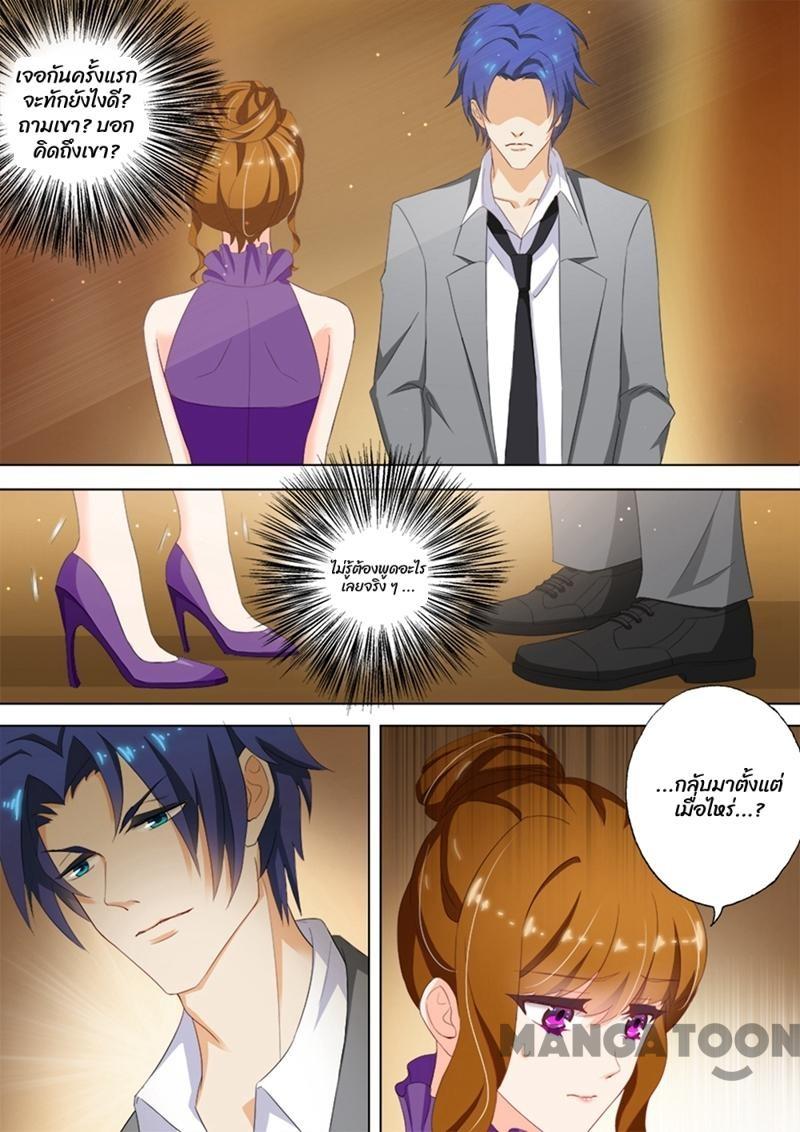 เจอกันครั้งแรก
จะทักยังไงดี?
ถามเขา? บอก
คิดถึงเขา?
ไม่รู้ต้องพูดอะไร
เลยจริง ๆ ...
...กลับมาตั้งแต่
เมื่อไหร่...?
MANGATOON